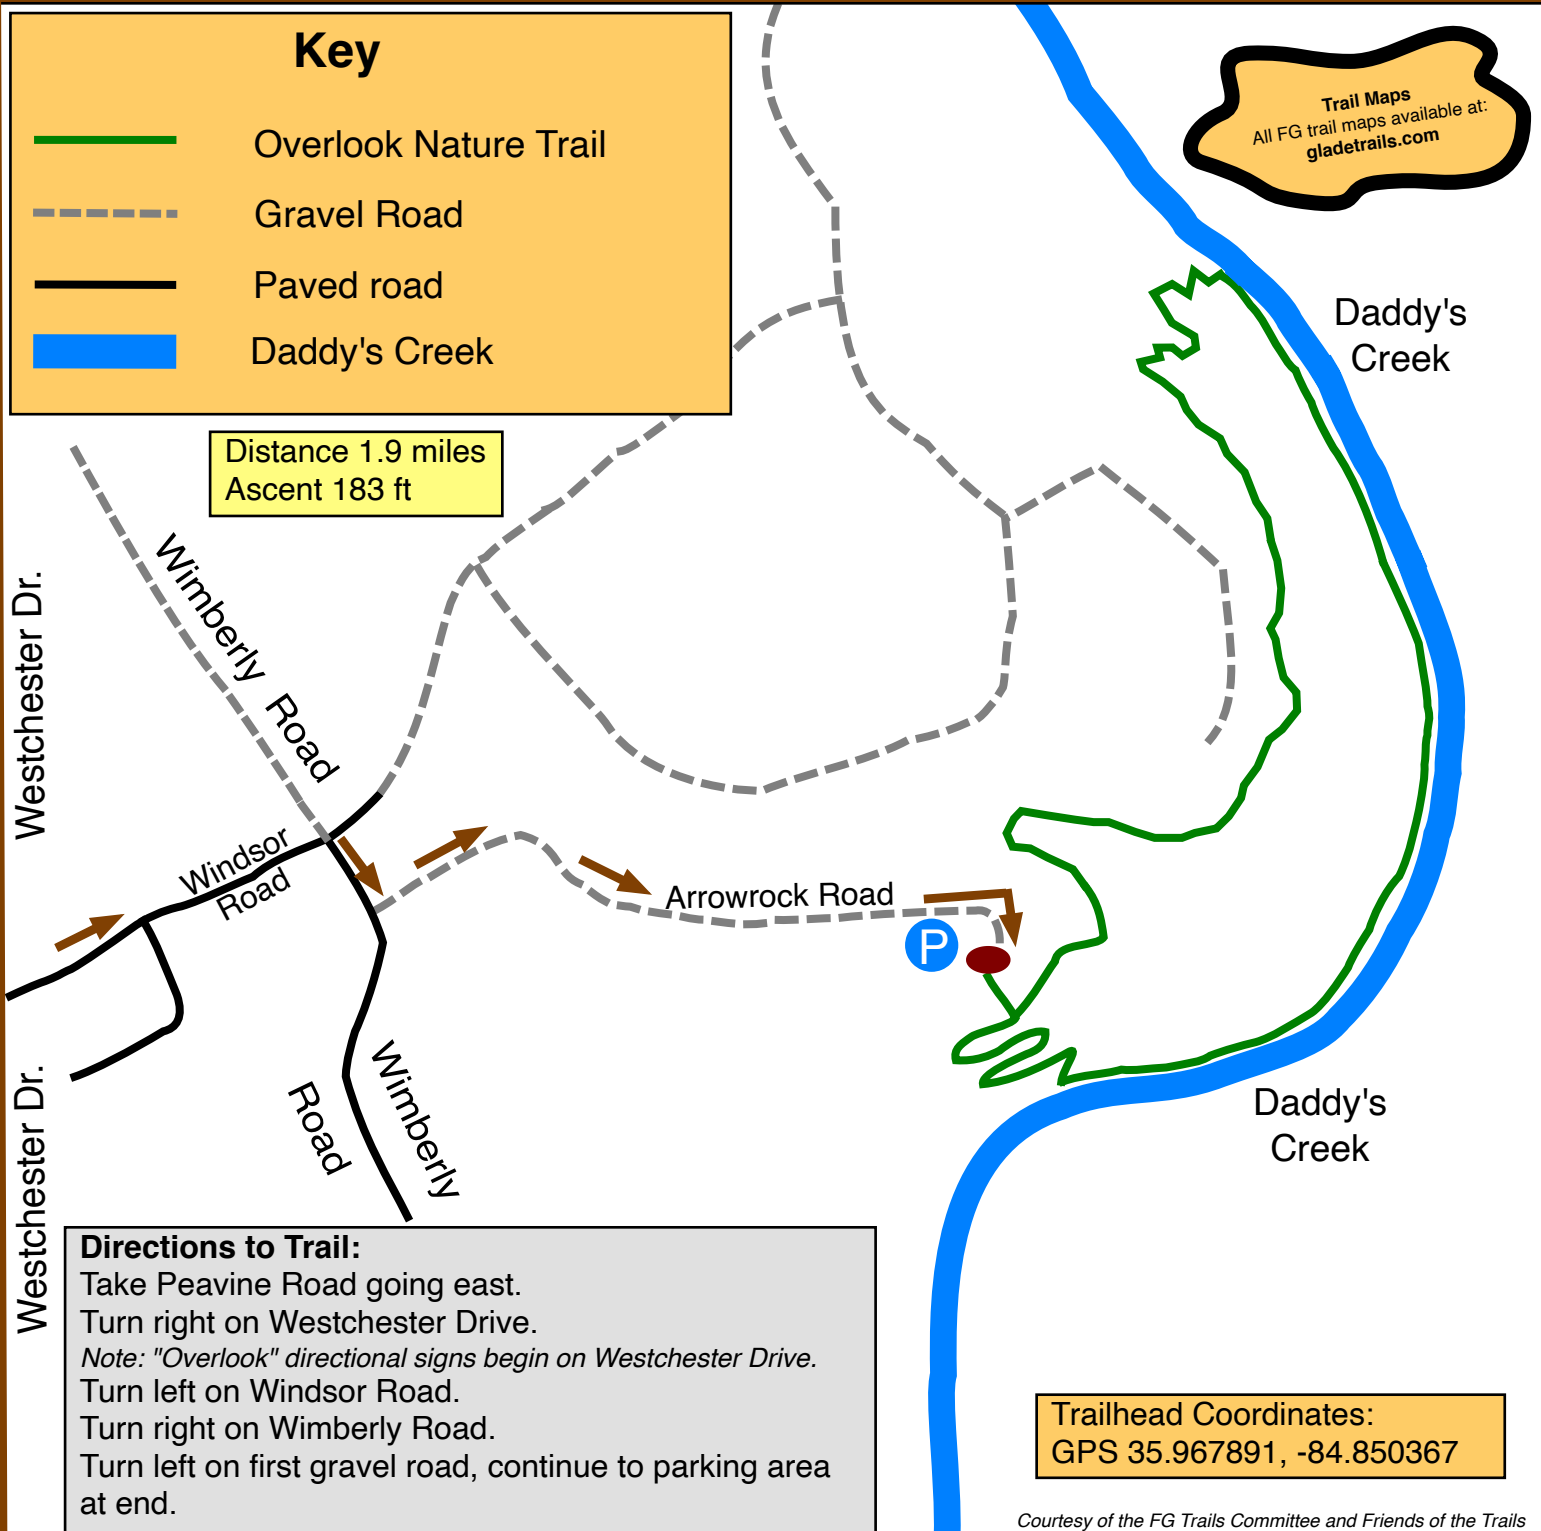 Key
Overlook Nature Trail
Gravel Road
Paved road
Daddy's Creek
Trail Maps
All FG trail maps available at:
gladetrails.com
Daddy's
Creek
Distance 1.9 miles
Ascent 183 ft
Wimberly Road
Westchester Dr.
Windsor
Road
Arrowrock Road
P
Wimberly
Road
Westchester Dr.
Daddy's
Creek
Directions to Trail:
Take Peavine Road going east.
Turn right on Westchester Drive.
Note: "Overlook" directional signs begin on Westchester Drive.
Turn left on Windsor Road.
Turn right on Wimberly Road.
Turn left on first gravel road, continue to parking area
at end.
Trailhead Coordinates:
GPS 35.967891, -84.850367
Courtesy of the FG Trails Committee and Friends of the Trails